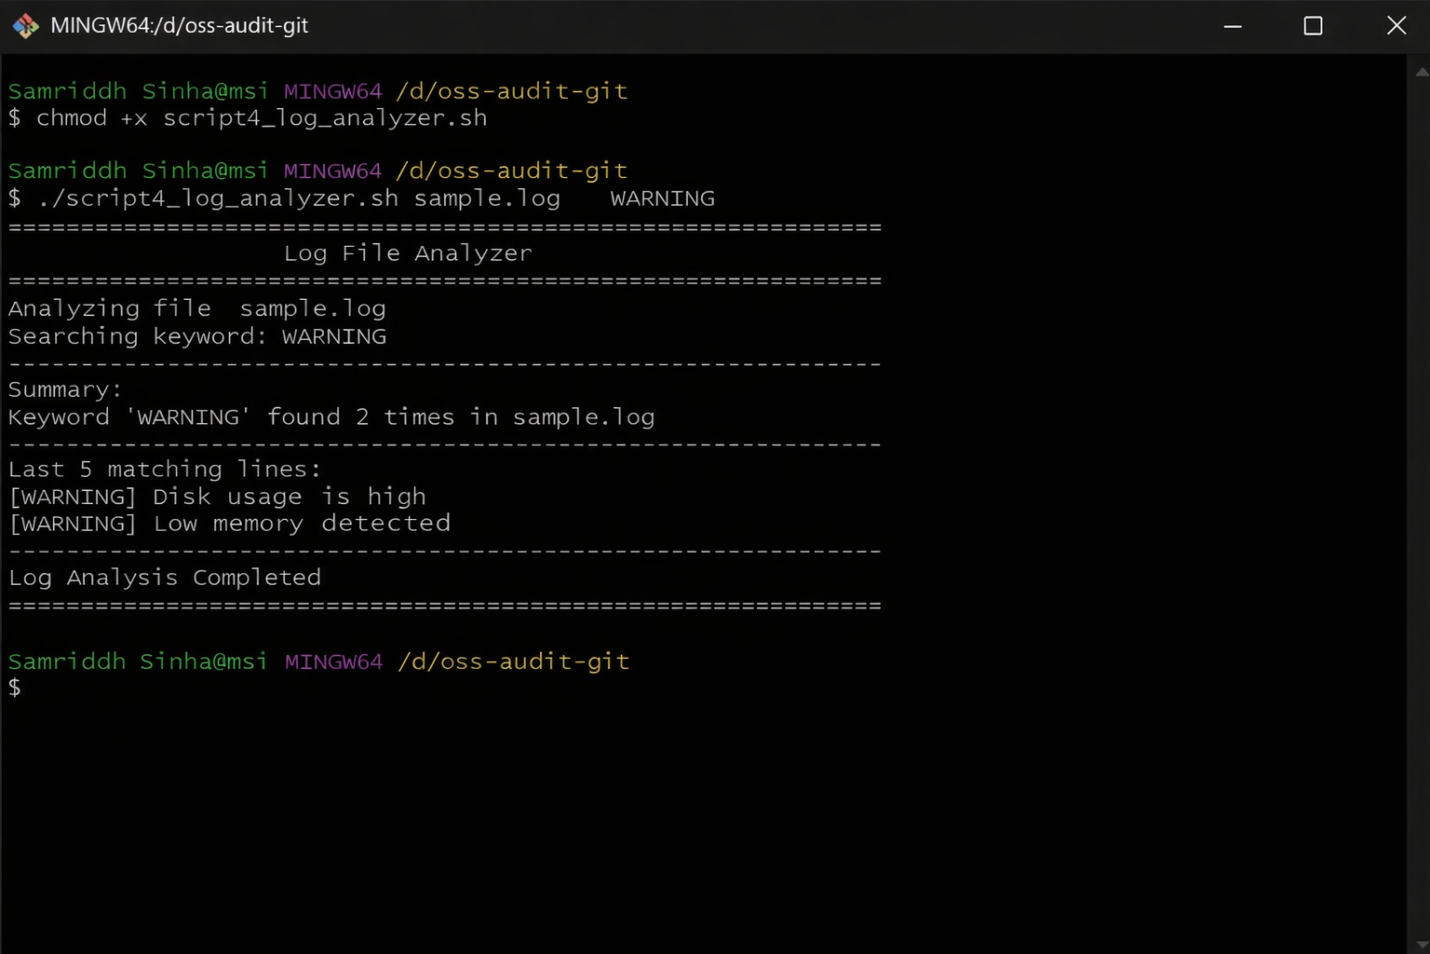 MINGW64:/d/oss-audit-git
Samriddh Sinha@msi MINGW64 /d/oss-audit-git
$ chmod +x script4_log_analyzer.sh
Samriddh Sinha@msi MINGW64 /d/oss-audit-git
$ ./script4_log_analyzer.sh sample.log WARNING
============================================================
Log File Analyzer
============================================================
Analyzing file sample.log
Searching keyword: WARNING
------------------------------------------------------------
Summary:
Keyword 'WARNING' found 2 times in sample.log
------------------------------------------------------------
Last 5 matching lines:
[WARNING] Disk usage is high
[WARNING] Low memory detected
------------------------------------------------------------
Log Analysis Completed
============================================================
Samriddh Sinha@msi MINGW64 /d/oss-audit-git
$